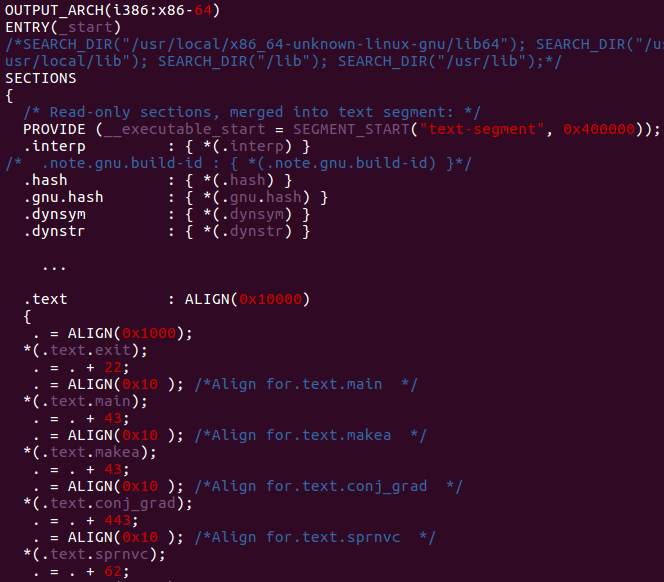 OUTPUT_ARCH(i386:x86-64)
ENTRY(_start)
/*SEARCH_DIR("/usr/local/x86_64-unknown-linux-gnu/lib64"); SEARCH_DIR("/us
usr/local/lib"); SEARCH_DIR("/lib"); SEARCH_DIR("/usr/lib");*/
SECTIONS
{
  /* Read-only sections, merged into text segment: */
  PROVIDE (__executable_start = SEGMENT_START("text-segment", 0x400000));
  .interp         : { *(.interp) }
/*  .note.gnu.build-id : { *(.note.gnu.build-id) }*/
  .hash           : { *(.hash) }
  .gnu.hash       : { *(.gnu.hash) }
  .dynsym         : { *(.dynsym) }
  .dynstr         : { *(.dynstr) }
    ...
  .text           : ALIGN(0x10000)
  {
   . = ALIGN(0x1000);
  *(.text.exit);
   . = . + 22;
   . = ALIGN(0x10 ); /*Align for.text.main  */
  *(.text.main);
   . = . + 43;
   . = ALIGN(0x10 ); /*Align for.text.makea  */
  *(.text.makea);
   . = . + 43;
   . = ALIGN(0x10 ); /*Align for.text.conj_grad  */
  *(.text.conj_grad);
   . = . + 443;
   . = ALIGN(0x10 ); /*Align for.text.sprnvc  */
  *(.text.sprnvc);
   . = . + 62;